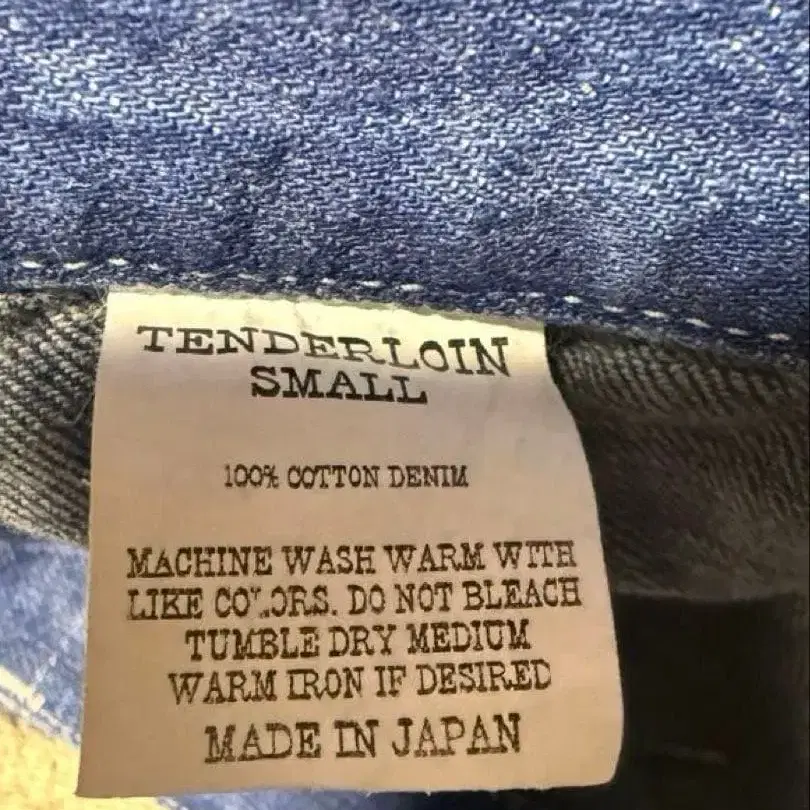 TENDERLOIN
SMALL
100% COTTON DENIM
MACHINE WASH WARM WITH
LIKE COLORS. DO NOT BLEACH
TUMBLE DRY MEDIUM
WARM IRON IF DESIRED
MADE IN JAPAN